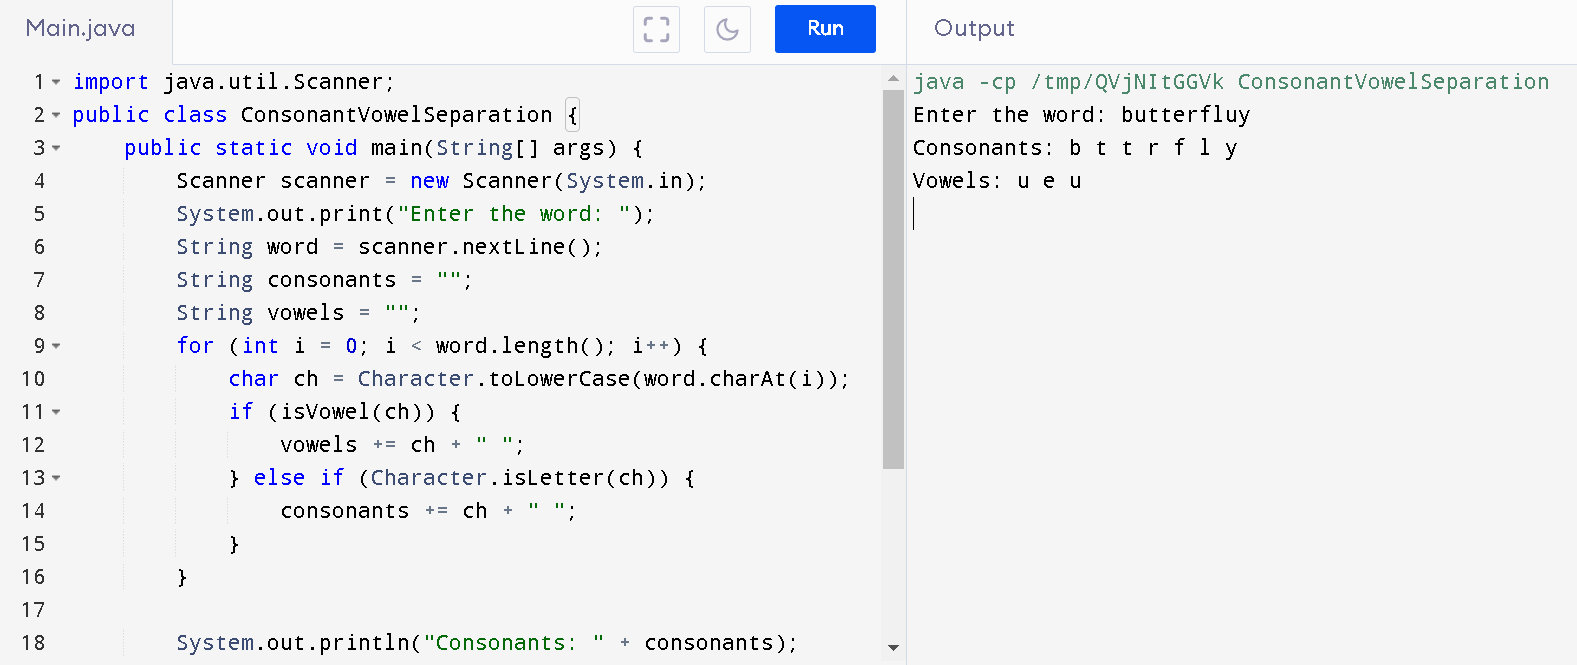 Main.java
Run
Output
1 import java.util.Scanner;
2 public class ConsonantVowelSeparation {
3     public static void main(String[] args) {
4         Scanner scanner = new Scanner(System.in);
5         System.out.print("Enter the word: ");
6         String word = scanner.nextLine();
7         String consonants = "";
8         String vowels = "";
9         for (int i = 0; i < word.length(); i++) {
10             char ch = Character.toLowerCase(word.charAt(i));
11             if (isVowel(ch)) {
12                 vowels += ch + " ";
13             } else if (Character.isLetter(ch)) {
14                 consonants += ch + " ";
15             }
16         }
17
18         System.out.println("Consonants: " + consonants);
java -cp /tmp/QVjNItGGVk ConsonantVowelSeparation
Enter the word: butterfluy
Consonants: b t t r f l y
Vowels: u e u